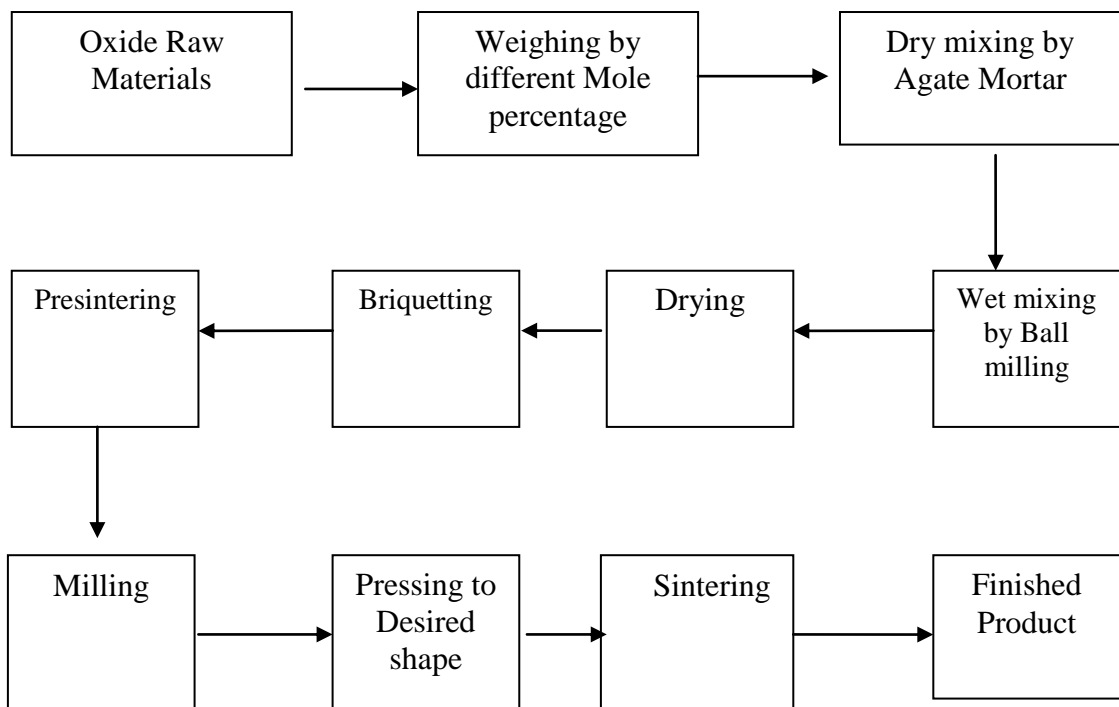 Oxide Raw
Materials
Weighing by
different Mole
percentage
Dry mixing by
Agate Mortar
Wet mixing
by Ball
milling
Drying
Briquetting
Presintering
Milling
Pressing to
Desired
shape
Sintering
Finished
Product